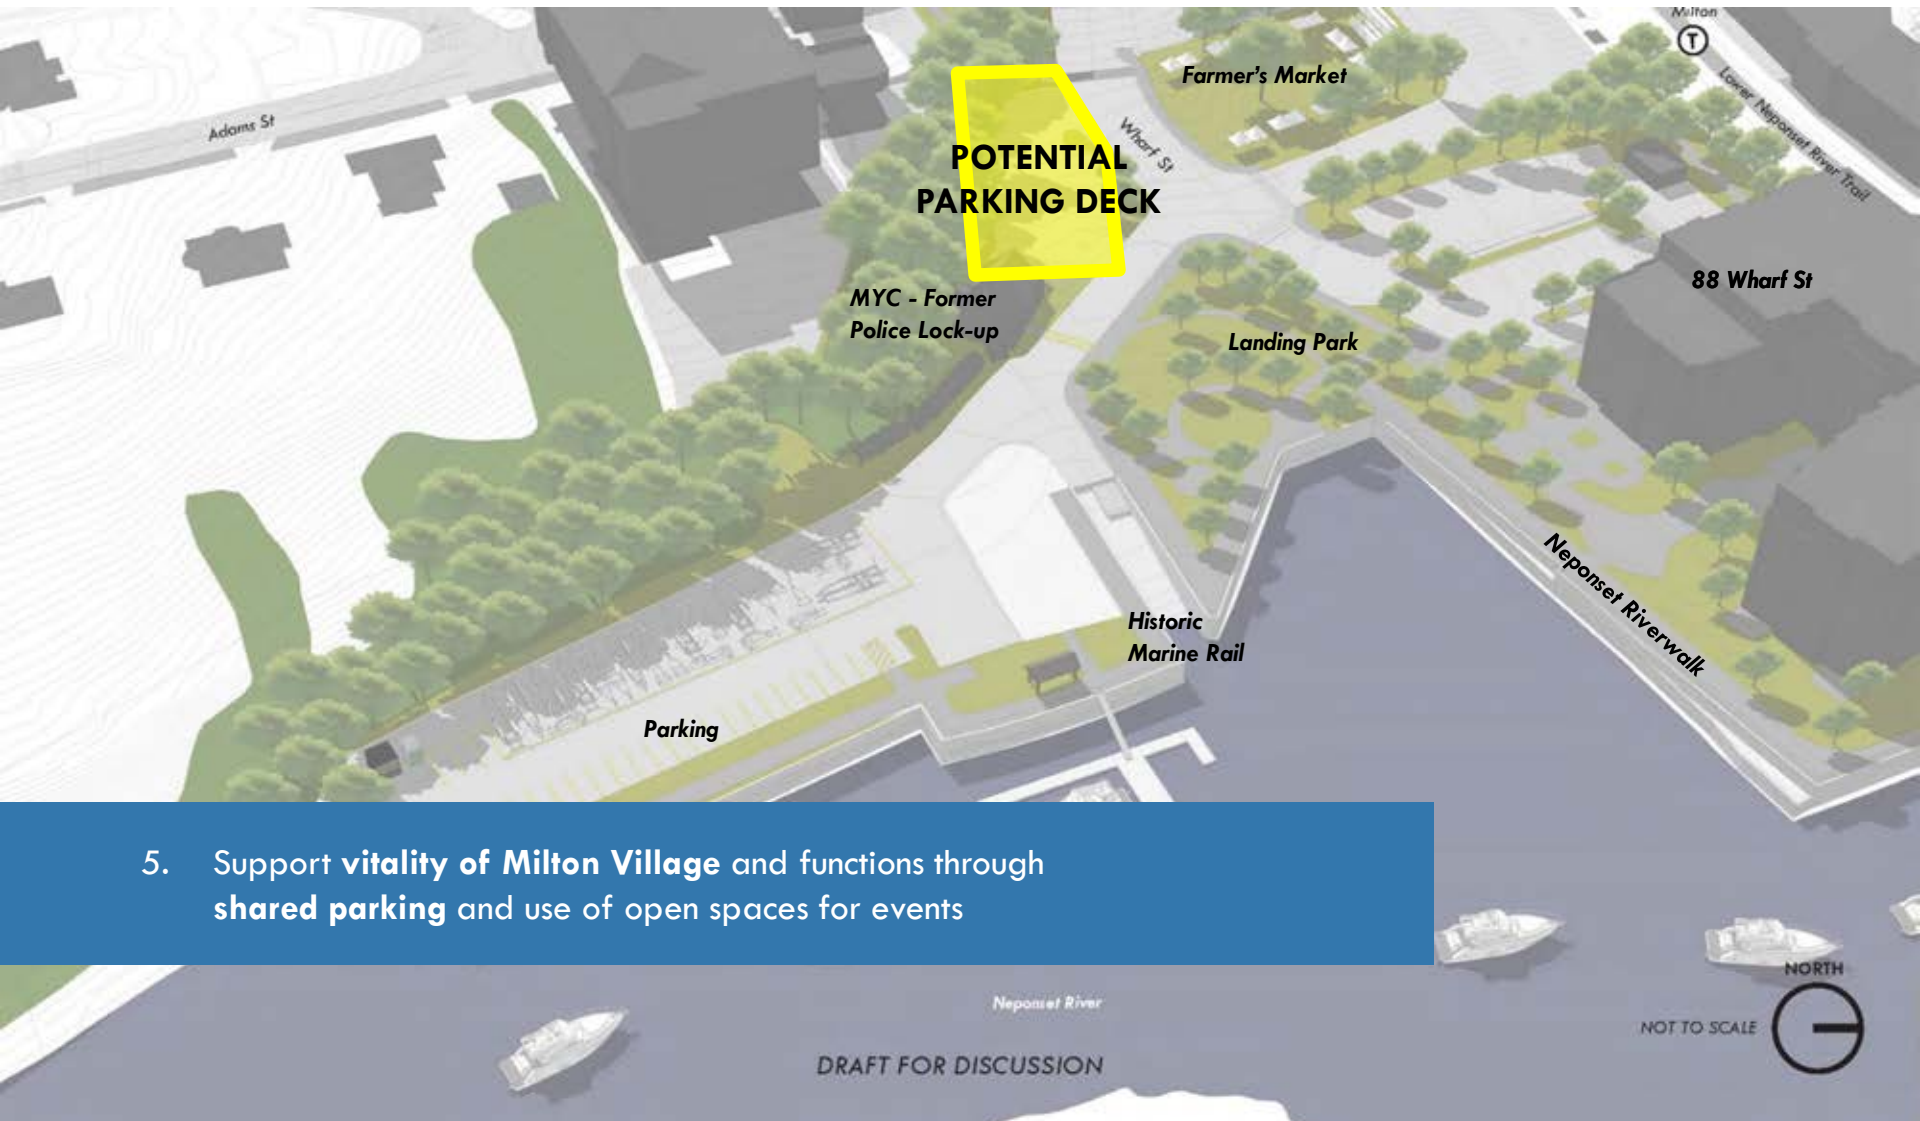 Milton
T
Farmer's Market
Lower Neponset River Trail
Adams St
Wharf St
POTENTIAL
PARKING DECK
88 Wharf St
MYC - Former
Police Lock-up
Landing Park
Neponset Riverwalk
Historic
Marine Rail
Parking
5. Support vitality of Milton Village and functions through
shared parking and use of open spaces for events
NORTH
Neponset River
NOT TO SCALE
DRAFT FOR DISCUSSION